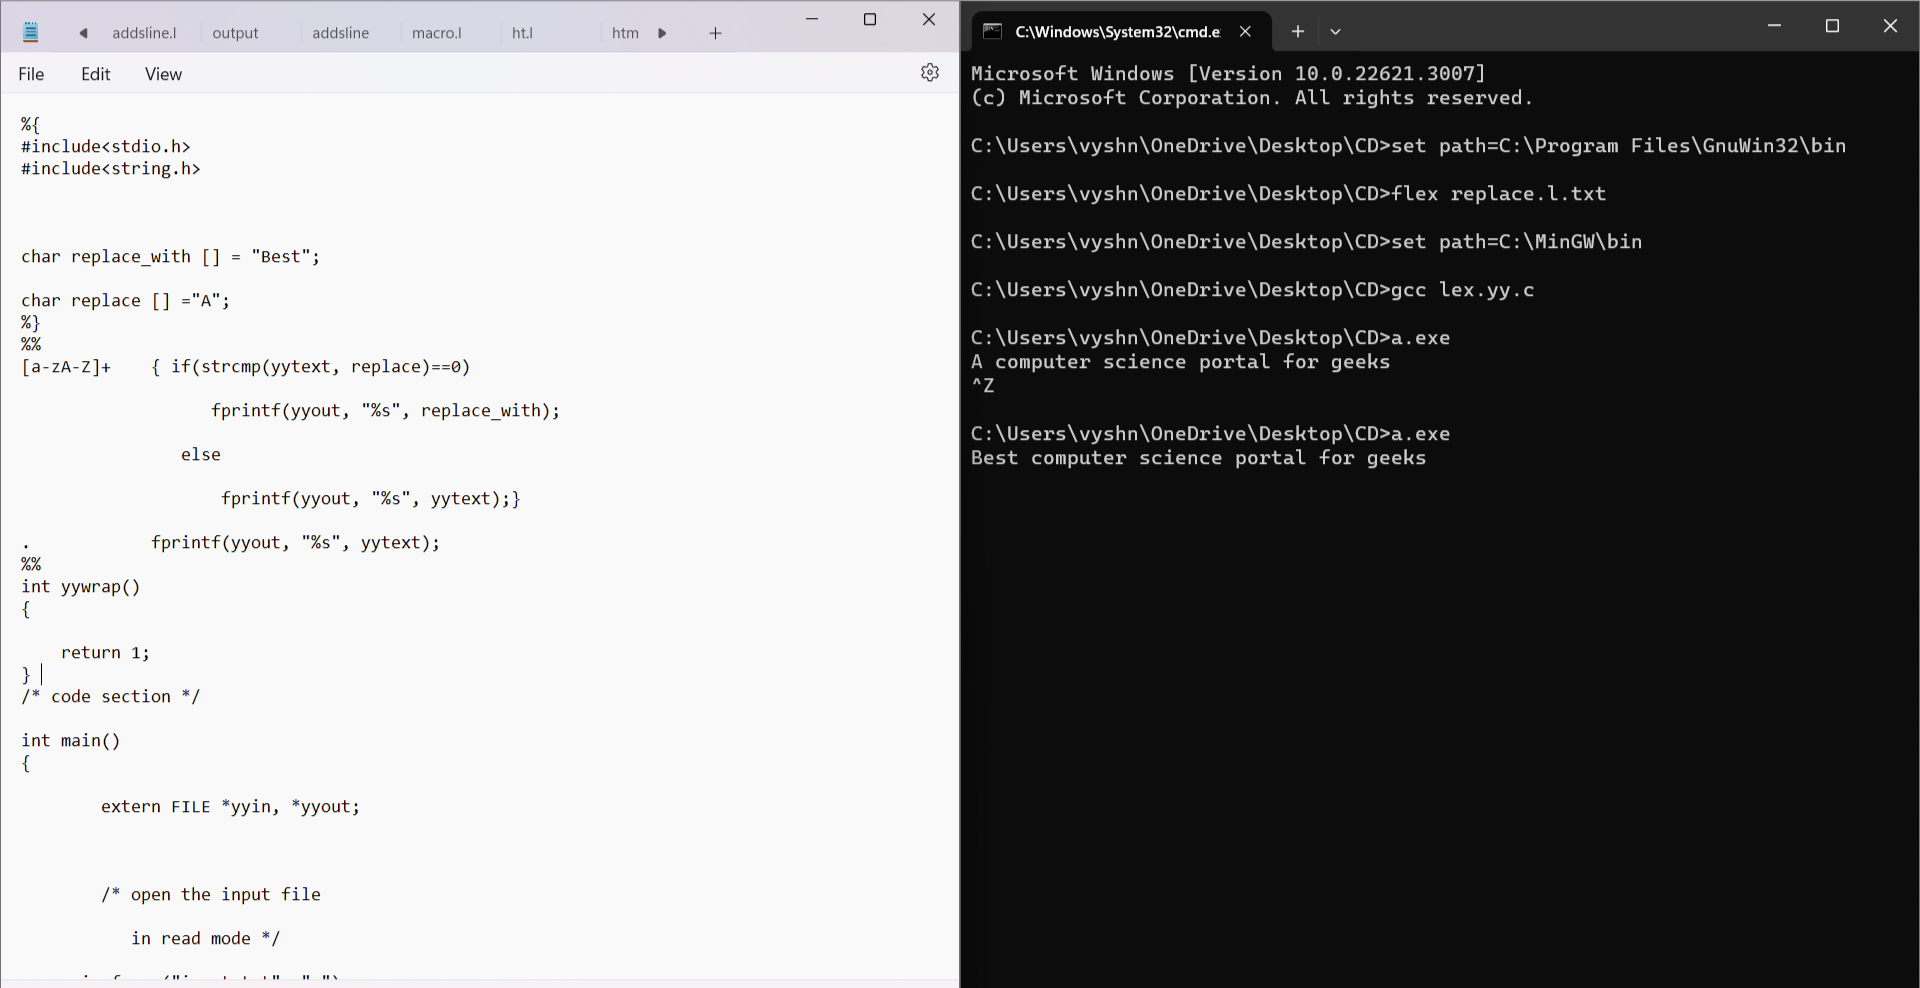 addsline.l output addsline macro.l ht.l htm
File Edit View
%{
#include<stdio.h>
#include<string.h>
char replace_with [] = "Best";
char replace [] ="A";
%}
%%
[a-zA-Z]+ { if(strcmp(yytext, replace)==0)
fprintf(yyout, "%s", replace_with);
else
fprintf(yyout, "%s", yytext);}
. fprintf(yyout, "%s", yytext);
%%
int yywrap()
{
return 1;
}
/* code section */
int main()
{
extern FILE *yyin, *yyout;
/* open the input file
in read mode */
C:\Windows\System32\cmd.e
Microsoft Windows [Version 10.0.22621.3007]
(c) Microsoft Corporation. All rights reserved.
C:\Users\vyshn\OneDrive\Desktop\CD>set path=C:\Program Files\GnuWin32\bin
C:\Users\vyshn\OneDrive\Desktop\CD>flex replace.l.txt
C:\Users\vyshn\OneDrive\Desktop\CD>set path=C:\MinGW\bin
C:\Users\vyshn\OneDrive\Desktop\CD>gcc lex.yy.c
C:\Users\vyshn\OneDrive\Desktop\CD>a.exe
A computer science portal for geeks
^Z
C:\Users\vyshn\OneDrive\Desktop\CD>a.exe
Best computer science portal for geeks